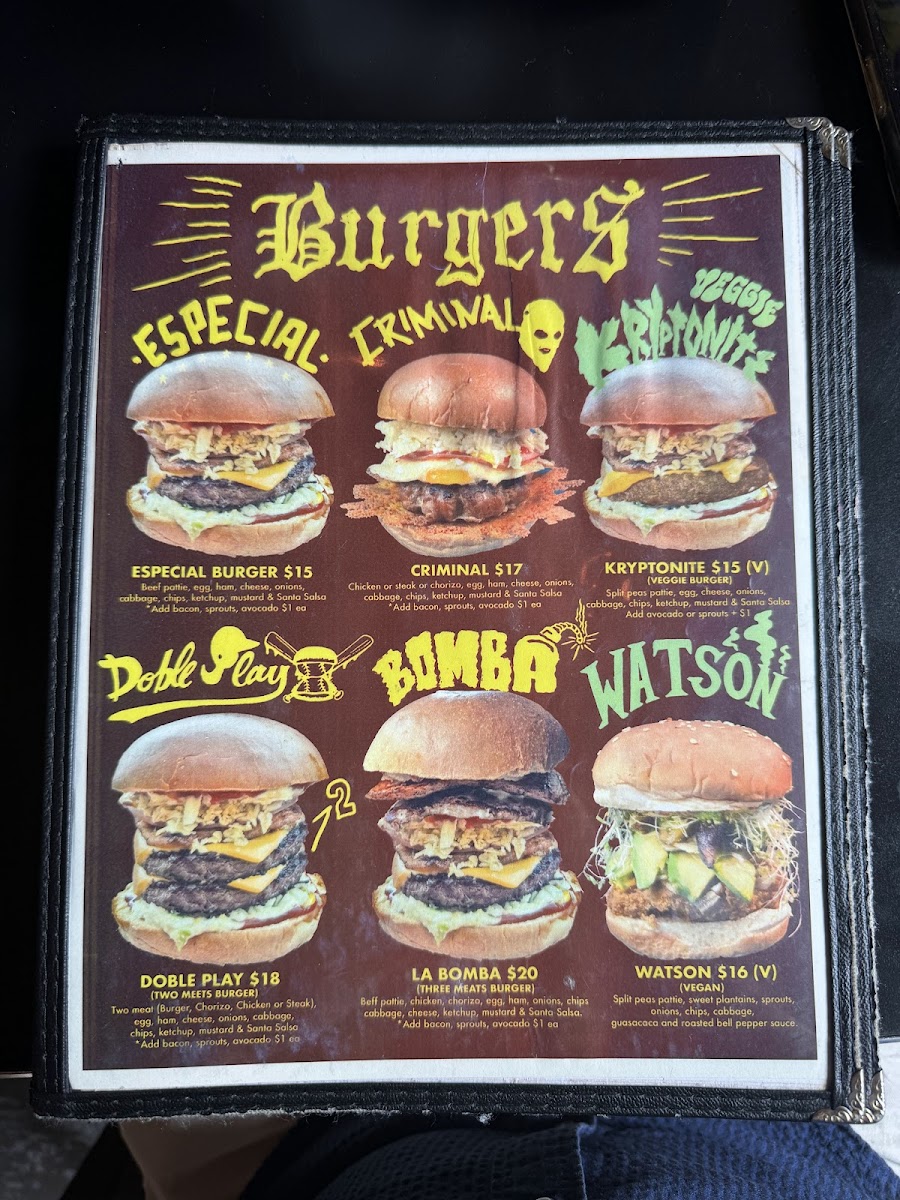 Burgers
·ESPECIAL·
CRIMINAL
VEGGIE
KRYPTONITE
ESPECIAL BURGER $15
Beef pattie, egg, ham, cheese, onions,
cabbage, chips, ketchup, mustard & Santa Salsa
*Add bacon, sprouts, avocado $1 ea
CRIMINAL $17
Chicken or steak or chorizo, egg, ham, cheese, onions,
cabbage, chips, ketchup, mustard & Santa Salsa
*Add bacon, sprouts, avocado $1 ea
KRYPTONITE $15 (V)
(VEGGIE BURGER)
Split peas pattie, egg, cheese, onions,
cabbage, chips, ketchup, mustard & Santa Salsa
Add avocado or sprouts + $1
Doble Play
BOMBA
WATSON
2
DOBLE PLAY $18
(TWO MEETS BURGER)
Two meat (Burger, Chorizo, Chicken or Steak),
egg, ham, cheese, onions, cabbage,
chips, ketchup, mustard & Santa Salsa
*Add bacon, sprouts, avocado $1 ea
LA BOMBA $20
(THREE MEATS BURGER)
Beff pattie, chicken, chorizo, egg, ham, onions, chips
cabbage, cheese, ketchup, mustard & Santa Salsa.
*Add bacon, sprouts, avocado $1 ea
WATSON $16 (V)
(VEGAN)
Split peas pattie, sweet plantains, sprouts,
onions, chips, cabbage,
guasacaca and roasted bell pepper sauce.